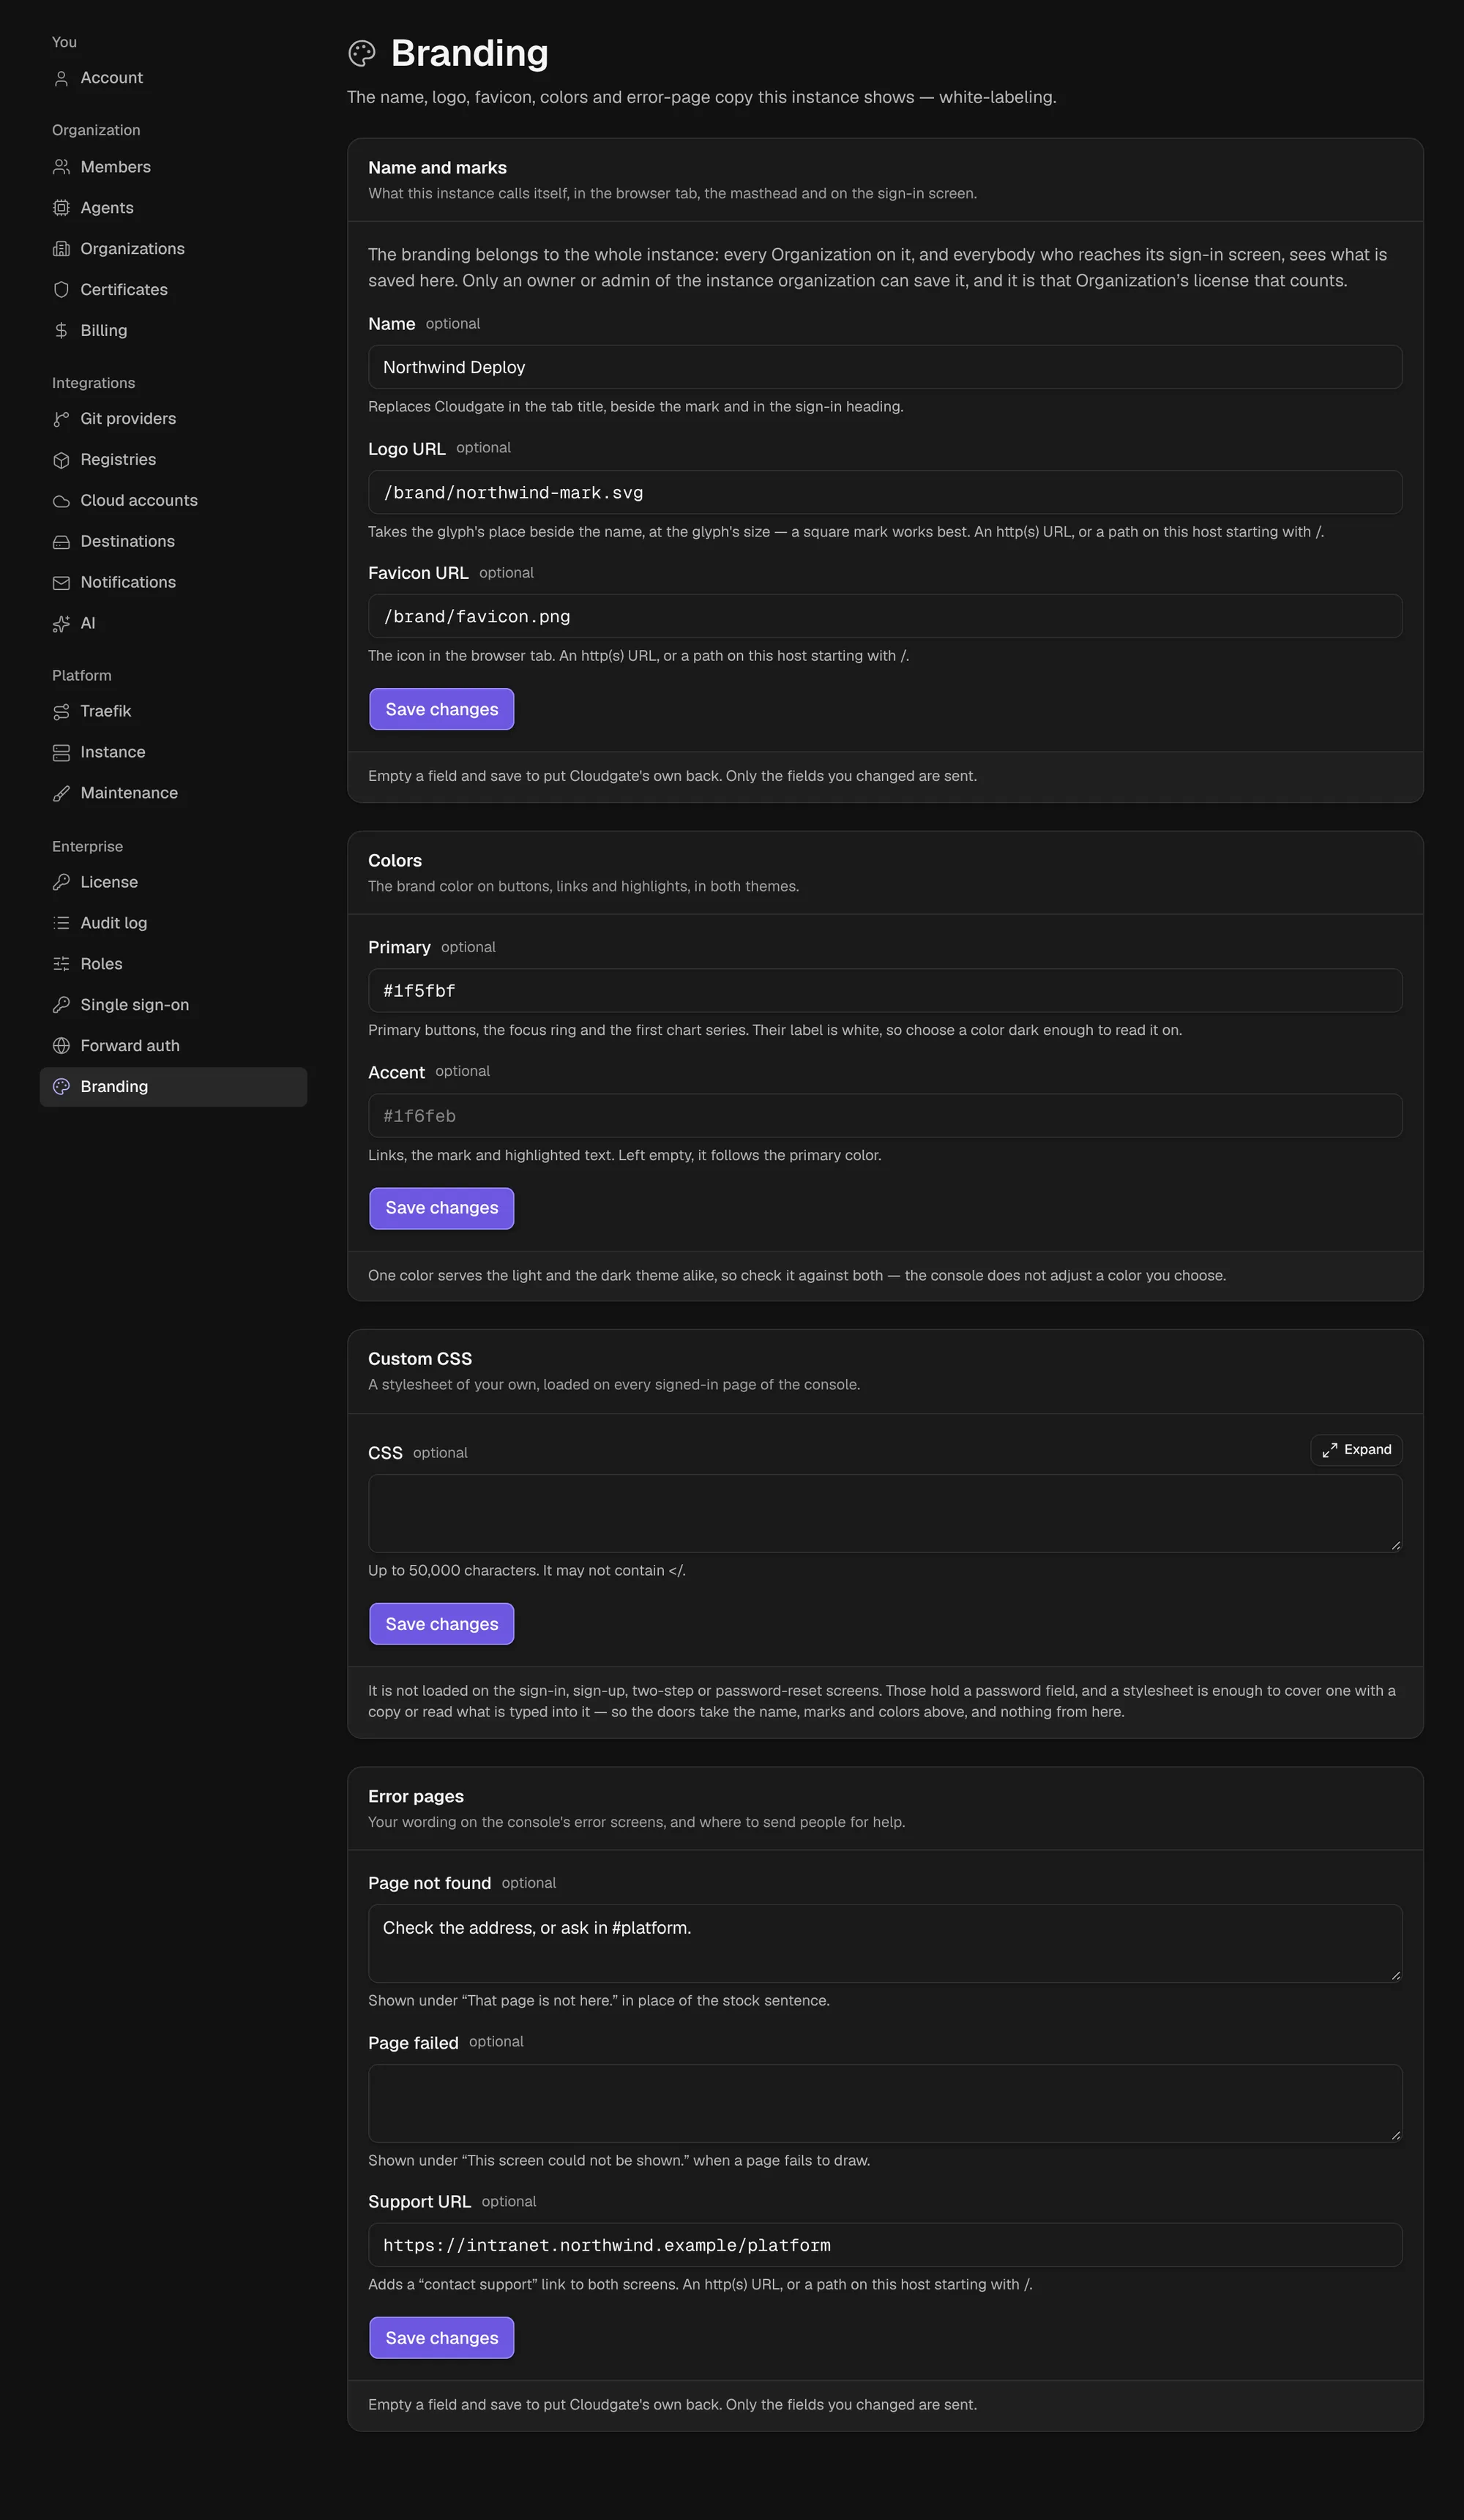 You
Account
Organization
Members
Agents
Organizations
Certificates
Billing
Integrations
Git providers
Registries
Cloud accounts
Destinations
Notifications
AI
Platform
Traefik
Instance
Maintenance
Enterprise
License
Audit log
Roles
Single sign-on
Forward auth
Branding
Branding
The name, logo, favicon, colors and error-page copy this instance shows — white-labeling.
Name and marks
What this instance calls itself, in the browser tab, the masthead and on the sign-in screen.
The branding belongs to the whole instance: every Organization on it, and everybody who reaches its sign-in screen, sees what is
saved here. Only an owner or admin of the instance organization can save it, and it is that Organization’s license that counts.
Name optional
Northwind Deploy
Replaces Cloudgate in the tab title, beside the mark and in the sign-in heading.
Logo URL optional
/brand/northwind-mark.svg
Takes the glyph's place beside the name, at the glyph's size — a square mark works best. An http(s) URL, or a path on this host starting with /.
Favicon URL optional
/brand/favicon.png
The icon in the browser tab. An http(s) URL, or a path on this host starting with /.
Save changes
Empty a field and save to put Cloudgate's own back. Only the fields you changed are sent.
Colors
The brand color on buttons, links and highlights, in both themes.
Primary optional
#1f5fbf
Primary buttons, the focus ring and the first chart series. Their label is white, so choose a color dark enough to read it on.
Accent optional
#1f6feb
Links, the mark and highlighted text. Left empty, it follows the primary color.
Save changes
One color serves the light and the dark theme alike, so check it against both — the console does not adjust a color you choose.
Custom CSS
A stylesheet of your own, loaded on every signed-in page of the console.
CSS optional
Expand
Up to 50,000 characters. It may not contain </.
Save changes
It is not loaded on the sign-in, sign-up, two-step or password-reset screens. Those hold a password field, and a stylesheet is enough to cover one with a
copy or read what is typed into it — so the doors take the name, marks and colors above, and nothing from here.
Error pages
Your wording on the console's error screens, and where to send people for help.
Page not found optional
Check the address, or ask in #platform.
Shown under “That page is not here.” in place of the stock sentence.
Page failed optional
Shown under “This screen could not be shown.” when a page fails to draw.
Support URL optional
https://intranet.northwind.example/platform
Adds a “contact support” link to both screens. An http(s) URL, or a path on this host starting with /.
Save changes
Empty a field and save to put Cloudgate's own back. Only the fields you changed are sent.